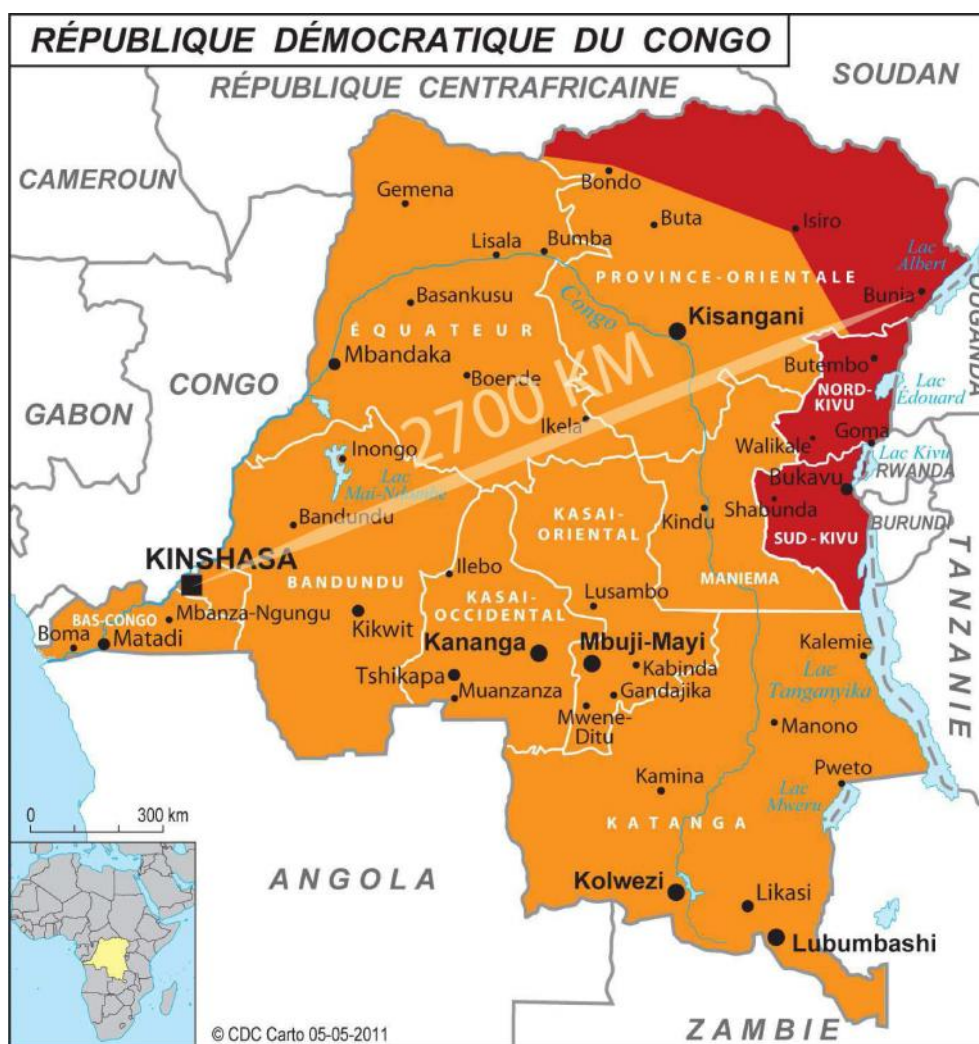 RÉPUBLIQUE DÉMOCRATIQUE DU CONGO
SOUDAN
RÉPUBLIQUE CENTRAFRICAINE
CAMEROUN
Bondo
Gemena
Buta
Isiro
Lisala
Bumba
Lac
Albert
PROVINCE-ORIENTALE
Basankusu
Congo
Bunia
OUGANDA
ÉQUATEUR
Kisangani
Mbandaka
Butembo
CONGO
Boende
2700 KM
NORD-
KIVU
Lac
Édouard
GABON
Ikela
Walikale
Goma
Inongo
Lac Kivu
Lac
Maï-Ndombe
Bukavu
RWANDA
Bandundu
KASAI-
ORIENTAL
Kindu
Shabunda
BURUNDI
SUD - KIVU
TANZANIE
KINSHASA
BANDUNDU
Ilebo
MANIEMA
KASAI-
OCCIDENTAL
Lusambo
BAS-CONGO
Mbanza-Ngungu
Boma
Matadi
Kikwit
Kananga
Mbuji-Mayi
Kalemie
Tshikapa
Kabinda
Lac
Tanganyika
Muanzanza
Gandajika
Mwene-
Ditu
Manono
Kamina
Pweto
Lac
Mweru
0 300 km
KATANGA
ANGOLA
Kolwezi
Likasi
Lubumbashi
© CDC Carto 05-05-2011
ZAMBIE